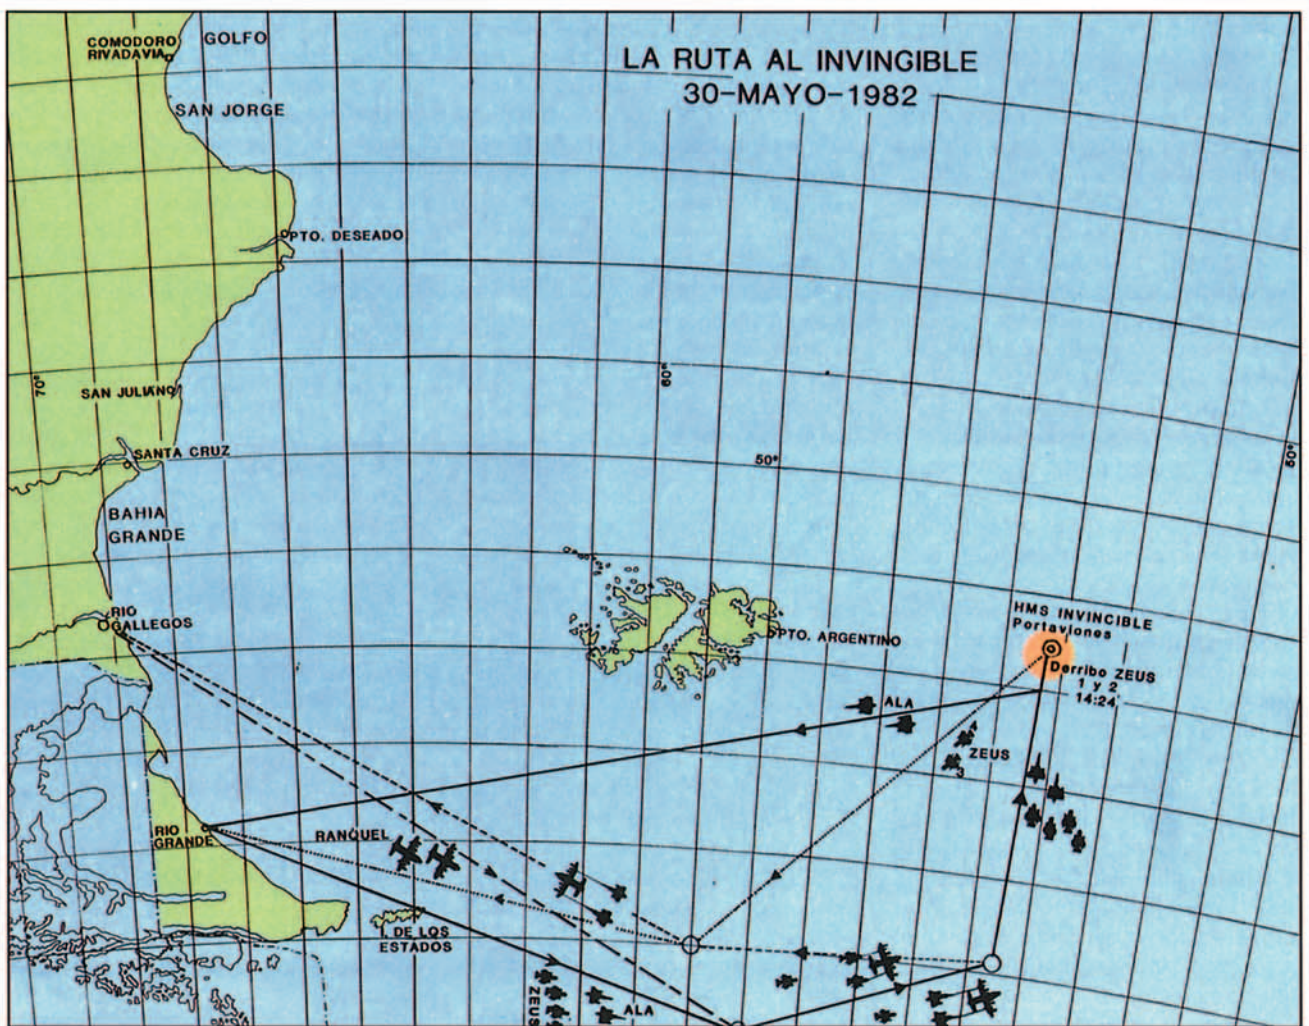 LA RUTA AL INVINGIBLE
30-MAYO-1982
COMODORO
RIVADAVIA
GOLFO
SAN JORGE
PTO. DESEADO
70°
60°
SAN JULIAN
SANTA CRUZ
50°
50°
BAHIA
GRANDE
RIO
GALLEGOS
PTO. ARGENTINO
HMS INVINCIBLE
Portaviones
Derribo ZEUS
1 y 2
14:24
ALA
4
ZEUS
3
RIO
GRANDE
RANQUEL
I. DE LOS
ESTADOS
ZEUS
ALA